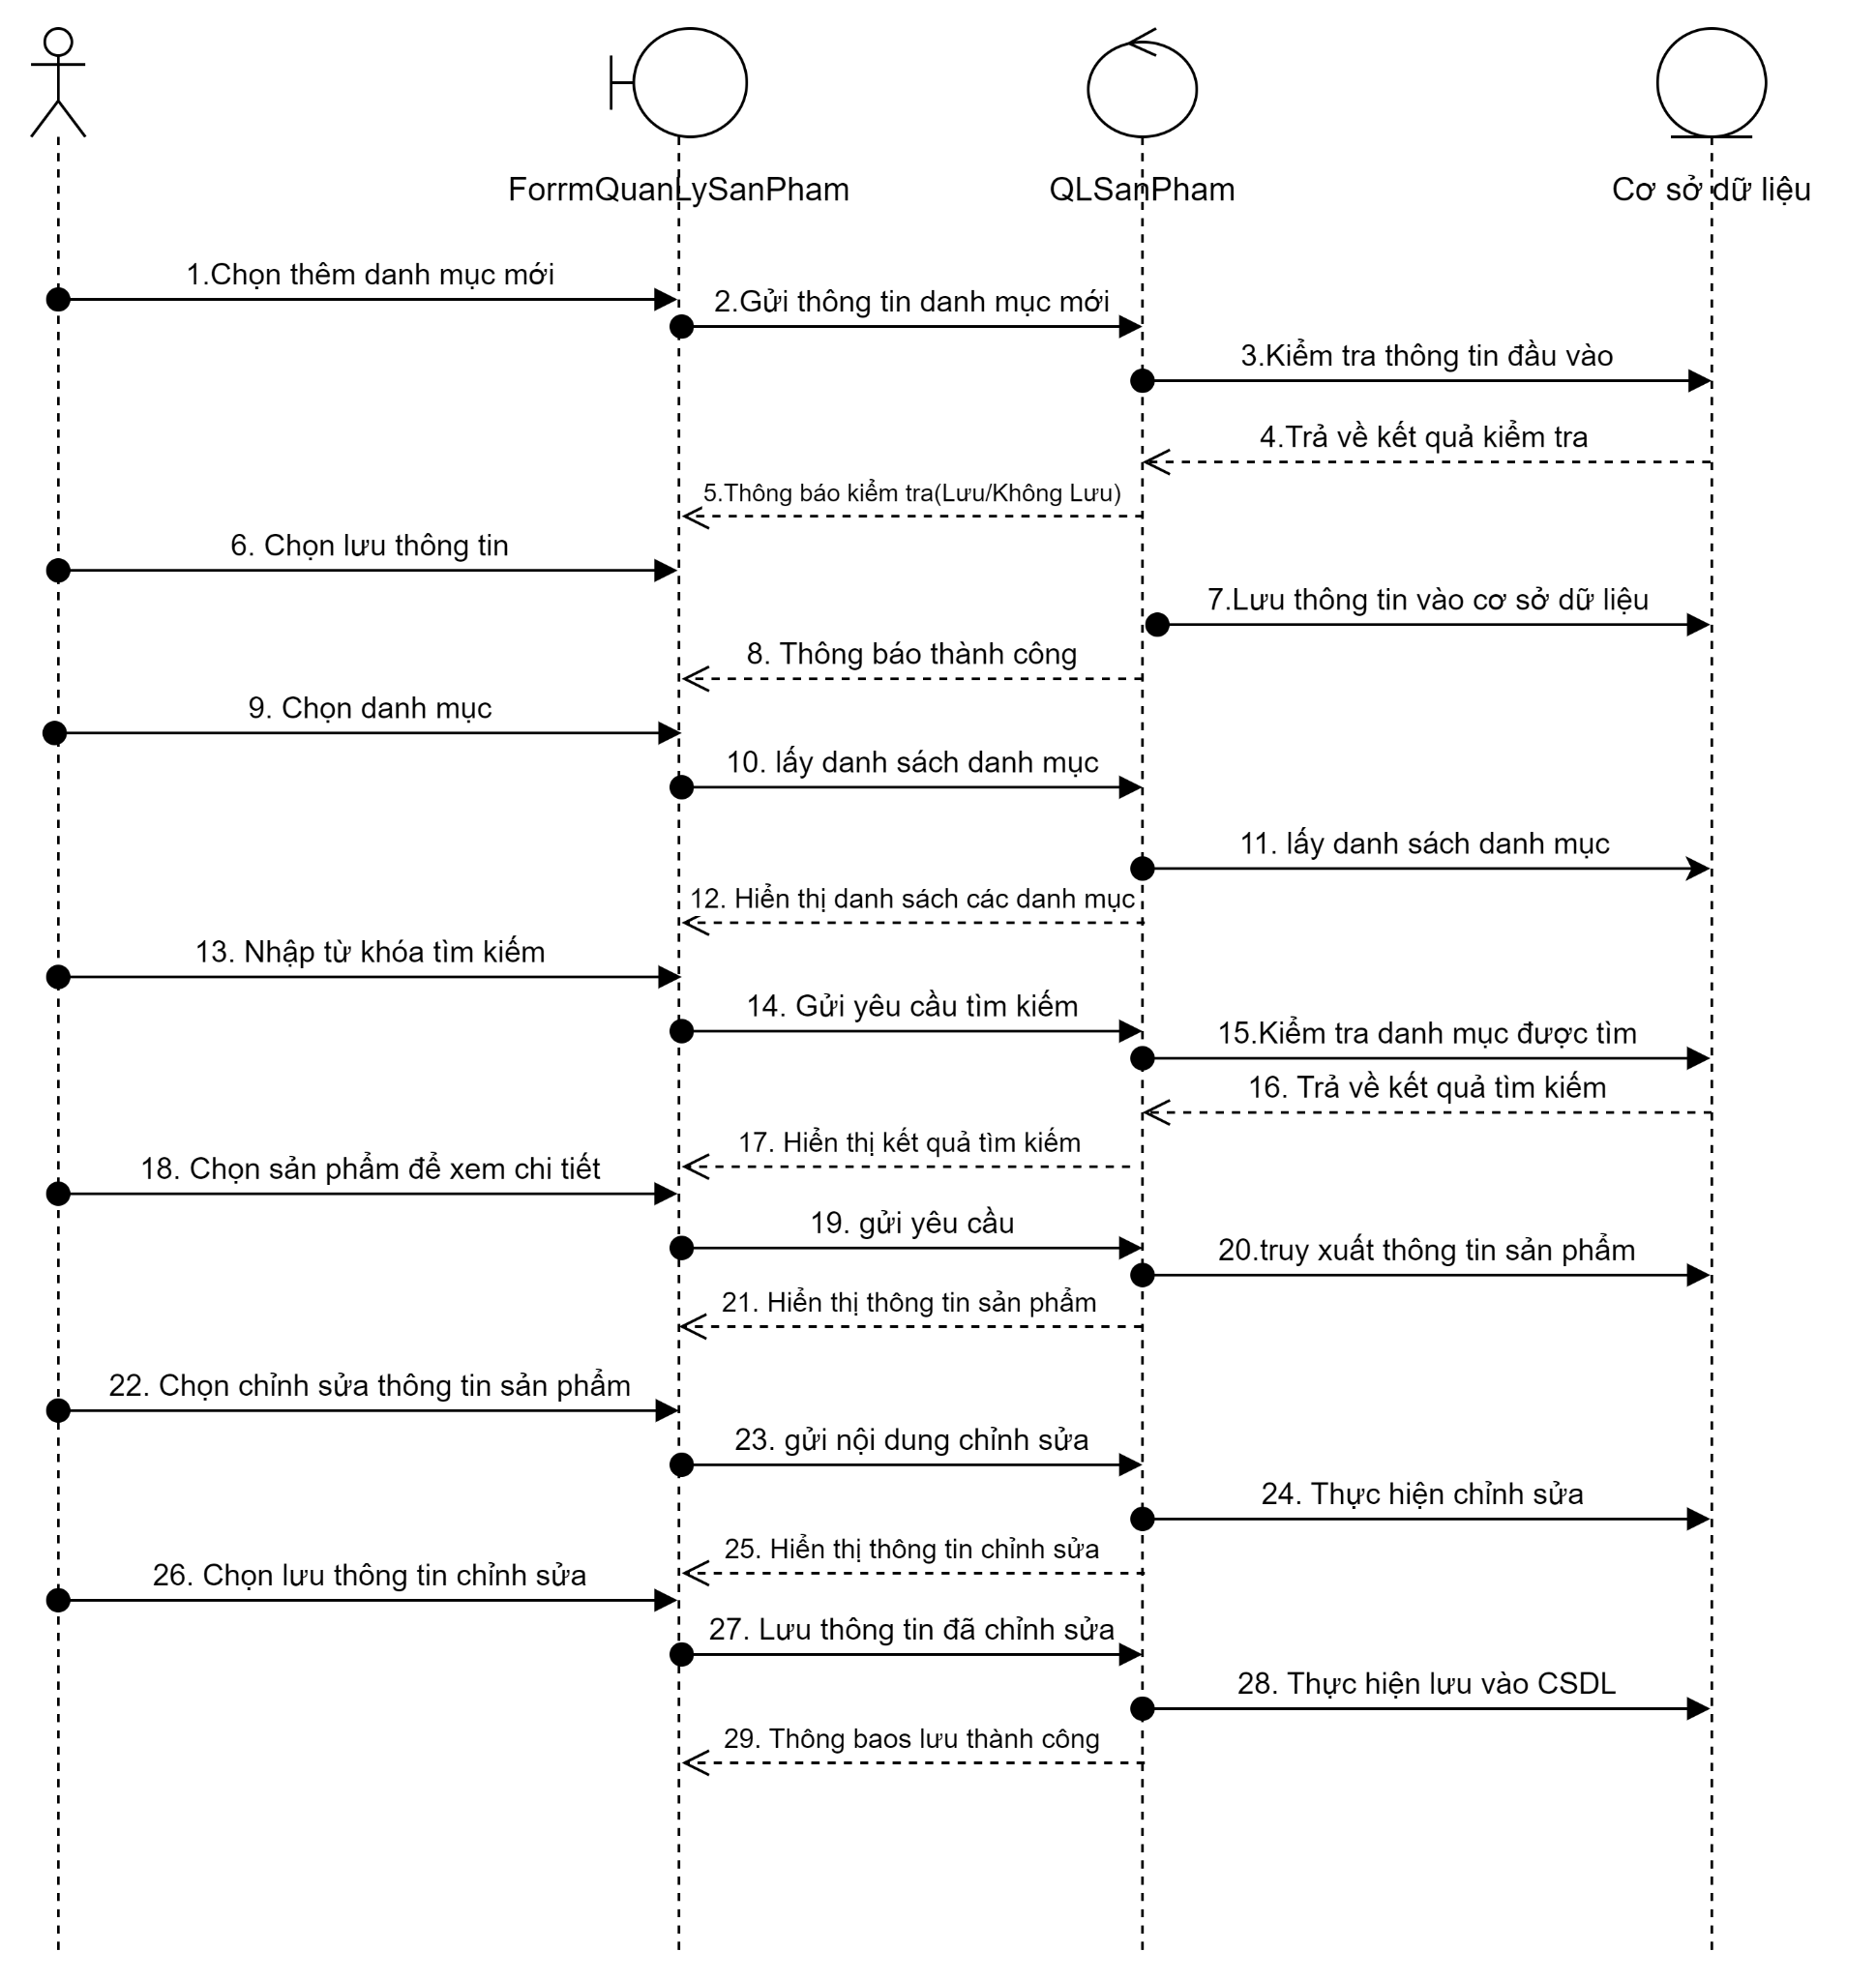 ForrmQuanLySanPham
QLSanPham
Cơ sở dữ liệu
1.Chọn thêm danh mục mới
2.Gửi thông tin danh mục mới
3.Kiểm tra thông tin đầu vào
4.Trả về kết quả kiểm tra
5.Thông báo kiểm tra(Lưu/Không Lưu)
6. Chọn lưu thông tin
7.Lưu thông tin vào cơ sở dữ liệu
8. Thông báo thành công
9. Chọn danh mục
10. lấy danh sách danh mục
11. lấy danh sách danh mục
12. Hiển thị danh sách các danh mục
13. Nhập từ khóa tìm kiếm
14. Gửi yêu cầu tìm kiếm
15.Kiểm tra danh mục được tìm
16. Trả về kết quả tìm kiếm
17. Hiển thị kết quả tìm kiếm
18. Chọn sản phẩm để xem chi tiết
19. gửi yêu cầu
20.truy xuất thông tin sản phẩm
21. Hiển thị thông tin sản phẩm
22. Chọn chỉnh sửa thông tin sản phẩm
23. gửi nội dung chỉnh sửa
24. Thực hiện chỉnh sửa
25. Hiển thị thông tin chỉnh sửa
26. Chọn lưu thông tin chỉnh sửa
27. Lưu thông tin đã chỉnh sửa
28. Thực hiện lưu vào CSDL
29. Thông baos lưu thành công